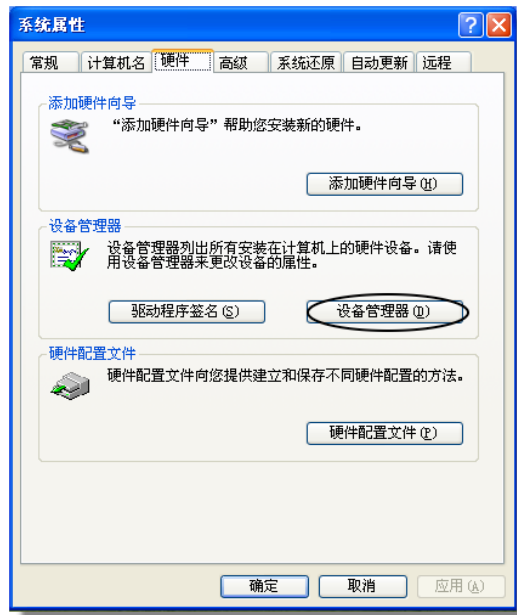 系统属性
常规 计算机名 硬件 高级 系统还原 自动更新 远程
添加硬件向导
“添加硬件向导”帮助您安装新的硬件。
添加硬件向导(H)
设备管理器
设备管理器列出所有安装在计算机上的硬件设备。请使
用设备管理器来更改设备的属性。
驱动程序签名(S) 设备管理器(D)
硬件配置文件
硬件配置文件向您提供建立和保存不同硬件配置的方法。
硬件配置文件(P)
确定 取消 应用(A)